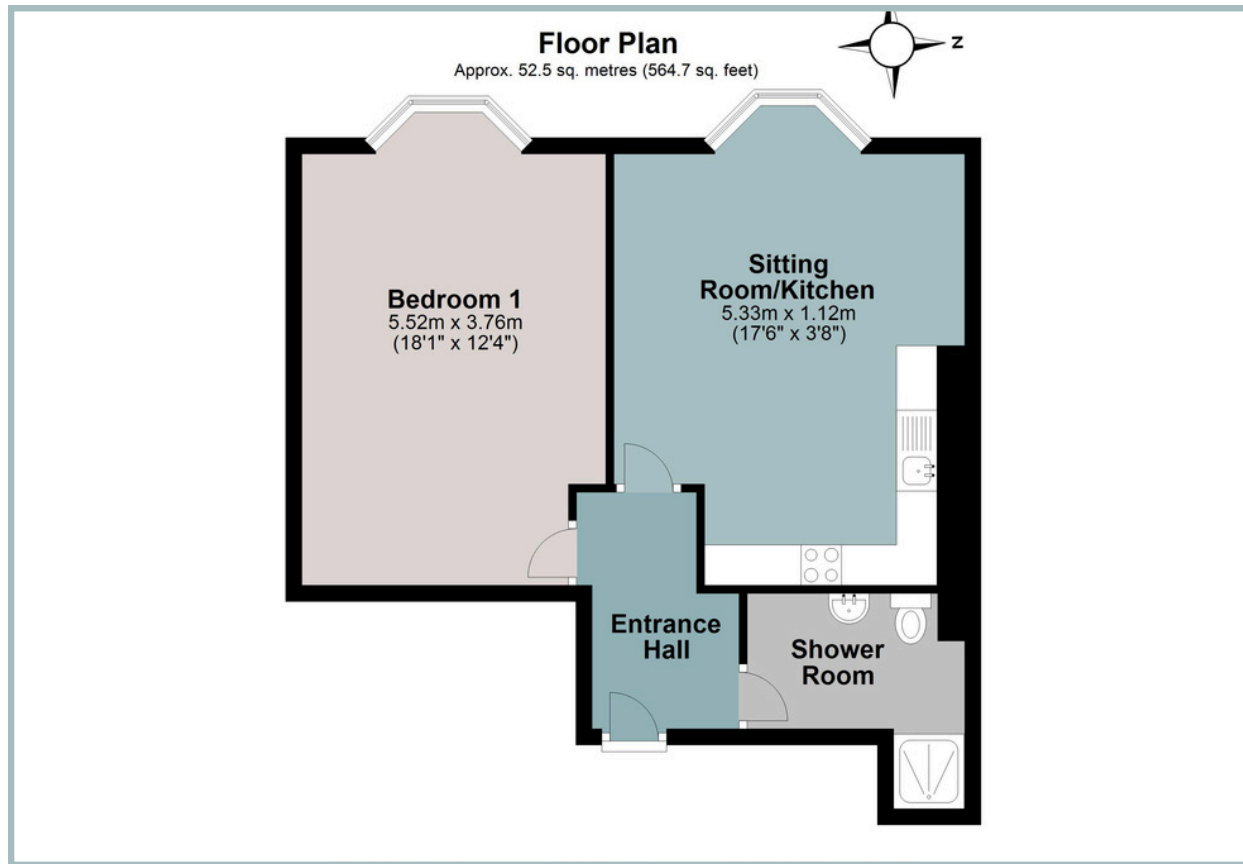 Floor Plan
Approx. 52.5 sq. metres (564.7 sq. feet)
N
Bedroom 1
5.52m x 3.76m
(18'1" x 12'4")
Sitting
Room/Kitchen
5.33m x 1.12m
(17'6" x 3'8")
Entrance
Hall
Shower
Room